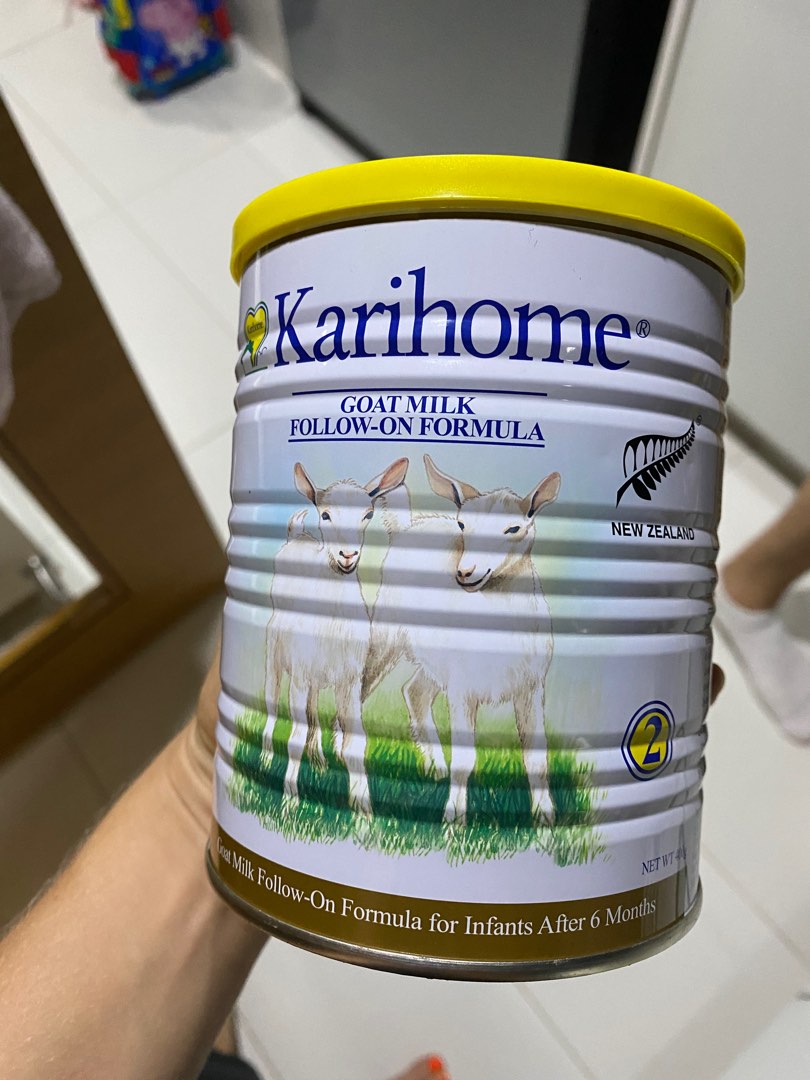 Karihome®
GOAT MILK
FOLLOW-ON FORMULA
NEW ZEALAND
2
NET WT
Goat Milk Follow-On Formula for Infants After 6 Months